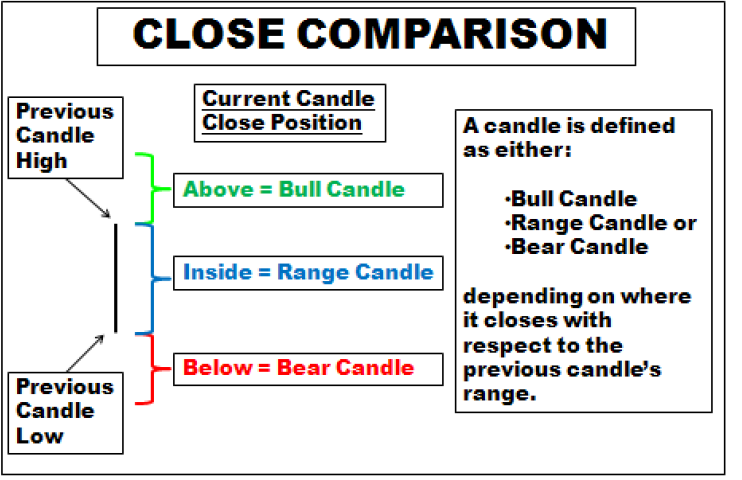 CLOSE COMPARISON
Previous
Candle
High
Current Candle
Close Position
Above = Bull Candle
Inside = Range Candle
Below = Bear Candle
Previous
Candle
Low
A candle is defined
as either:
•Bull Candle
•Range Candle or
•Bear Candle
depending on where
it closes with
respect to the
previous candle’s
range.